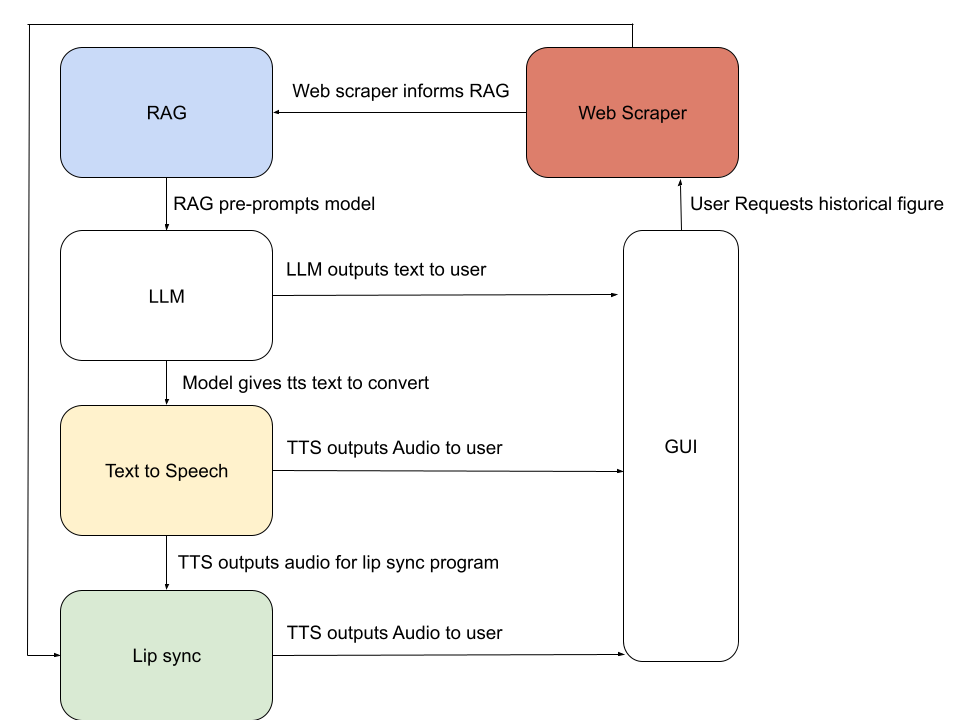 Web scraper informs RAG
RAG
Web Scraper
RAG pre-prompts model
User Requests historical figure
LLM outputs text to user
LLM
Model gives tts text to convert
TTS outputs Audio to user
GUI
Text to Speech
TTS outputs audio for lip sync program
TTS outputs Audio to user
Lip sync